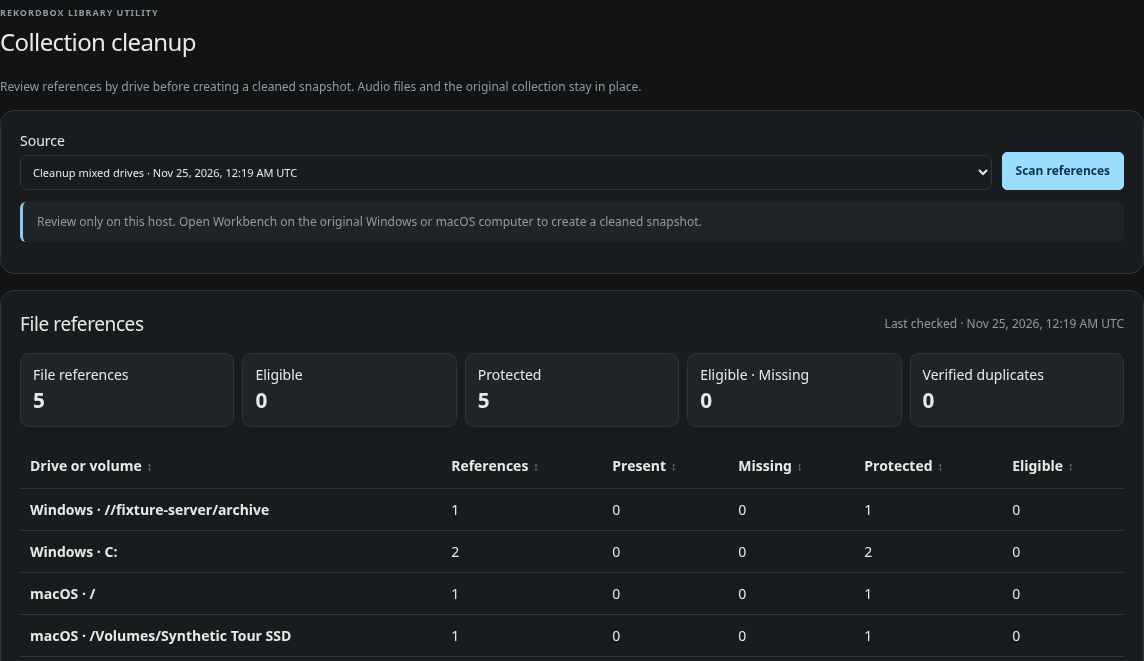 REKORDBOX LIBRARY UTILITY
Collection cleanup
Review references by drive before creating a cleaned snapshot. Audio files and the original collection stay in place.
Source
Cleanup mixed drives · Nov 25, 2026, 12:19 AM UTC
Scan references
Review only on this host. Open Workbench on the original Windows or macOS computer to create a cleaned snapshot.
File references
Last checked · Nov 25, 2026, 12:19 AM UTC
File references
5
Eligible
0
Protected
5
Eligible · Missing
0
Verified duplicates
0
Drive or volume ↕ References ↕ Present ↕ Missing ↕ Protected ↕ Eligible ↕
Windows · //fixture-server/archive 1 0 0 1 0
Windows · C: 2 0 0 2 0
macOS · / 1 0 0 1 0
macOS · /Volumes/Synthetic Tour SSD 1 0 0 1 0